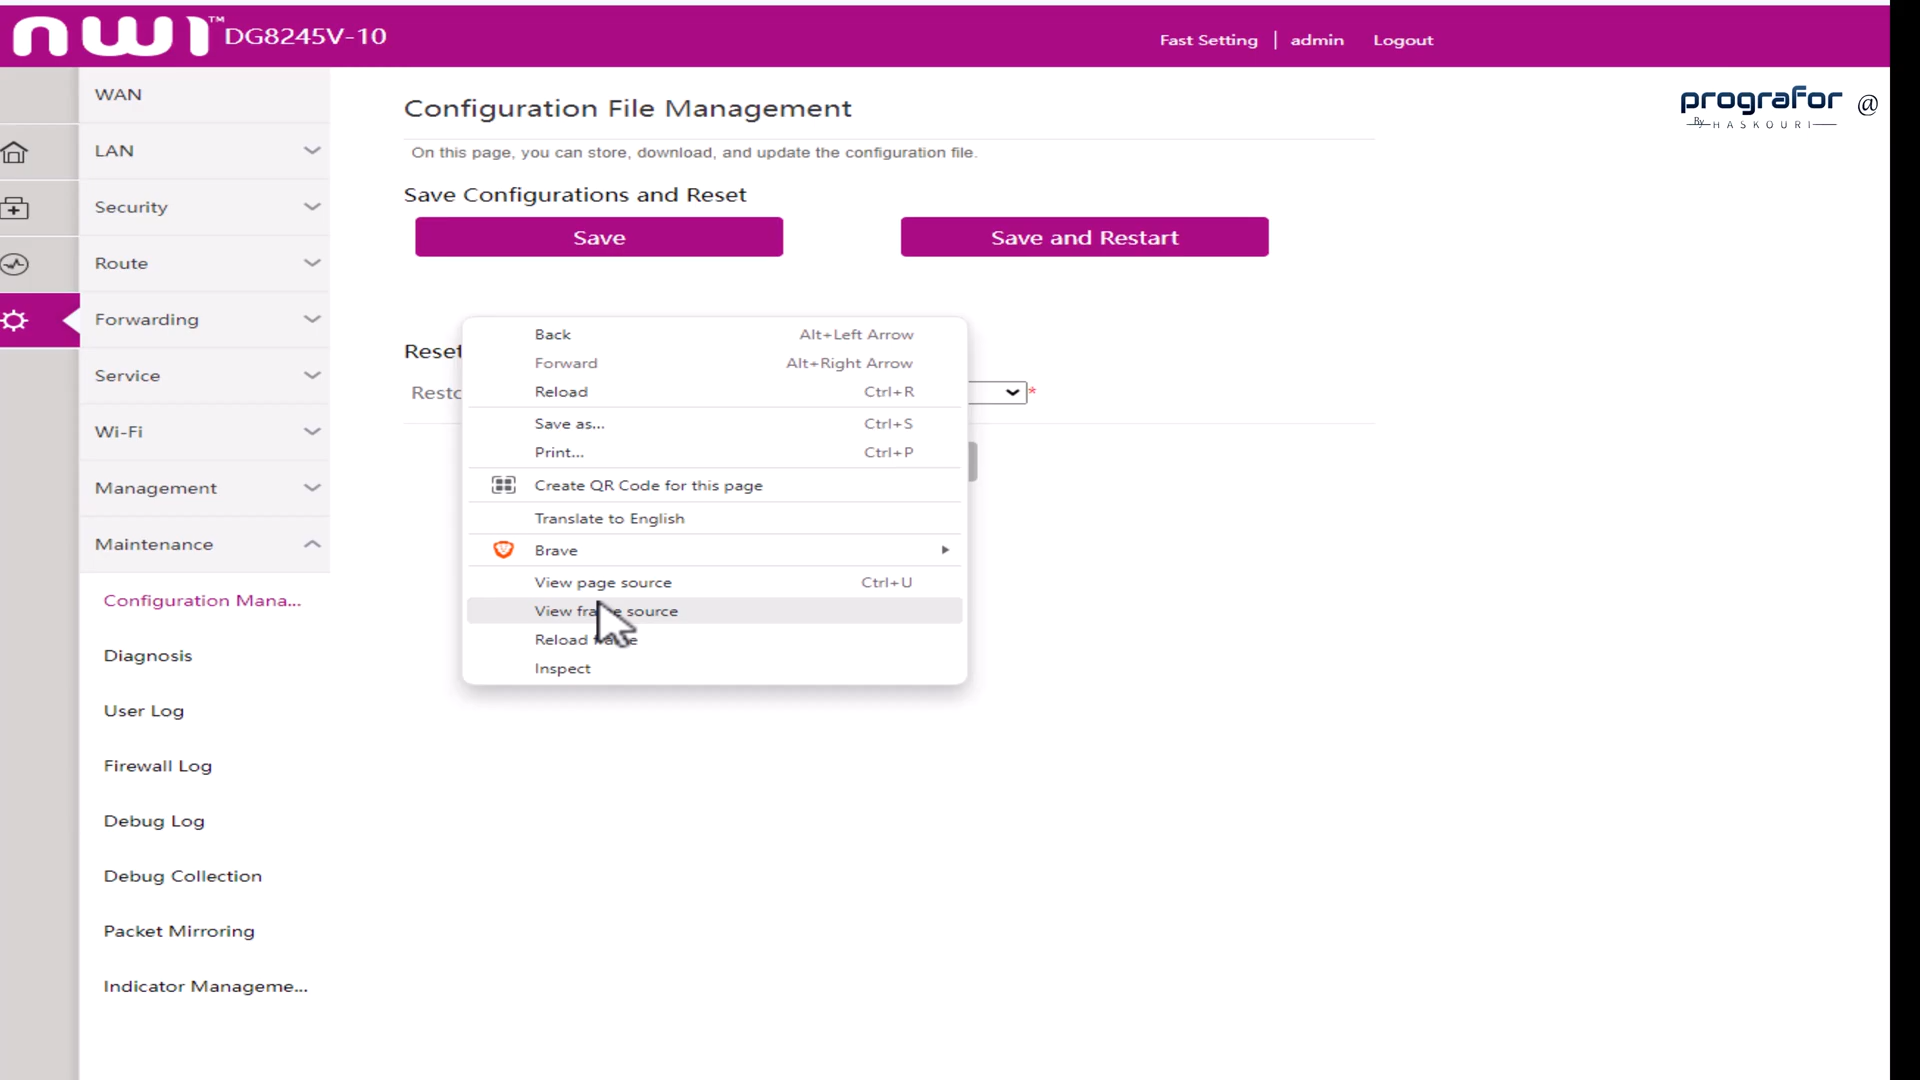 nwi™ DG8245V-10
Fast Setting | admin Logout
prografor @
By HASKOURI
WAN
LAN
Security
Route
Forwarding
Service
Wi-Fi
Management
Maintenance
Configuration Mana...
Diagnosis
User Log
Firewall Log
Debug Log
Debug Collection
Packet Mirroring
Indicator Manageme...
Configuration File Management
On this page, you can store, download, and update the configuration file.
Save Configurations and Reset
Save Save and Restart
Reset
*
Back Alt+Left Arrow
Forward Alt+Right Arrow
Reload Ctrl+R
Save as... Ctrl+S
Print... Ctrl+P
Create QR Code for this page
Translate to English
Brave
View page source Ctrl+U
View frame source
Reload frame
Inspect